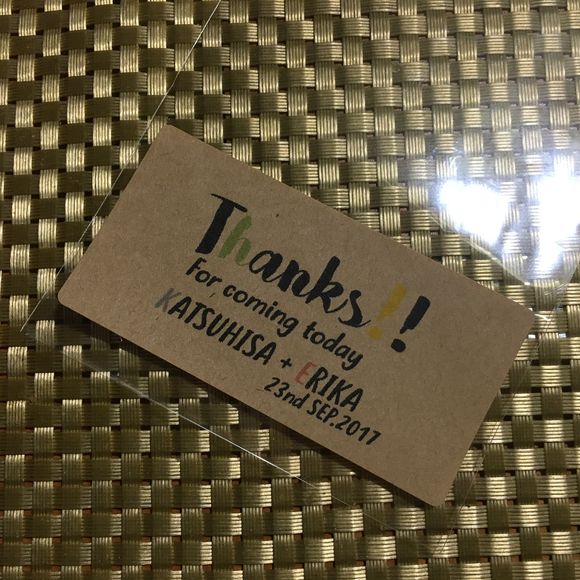 Thanks!!
For coming today
KATSUHISA + ERIKA
23nd SEP.2017